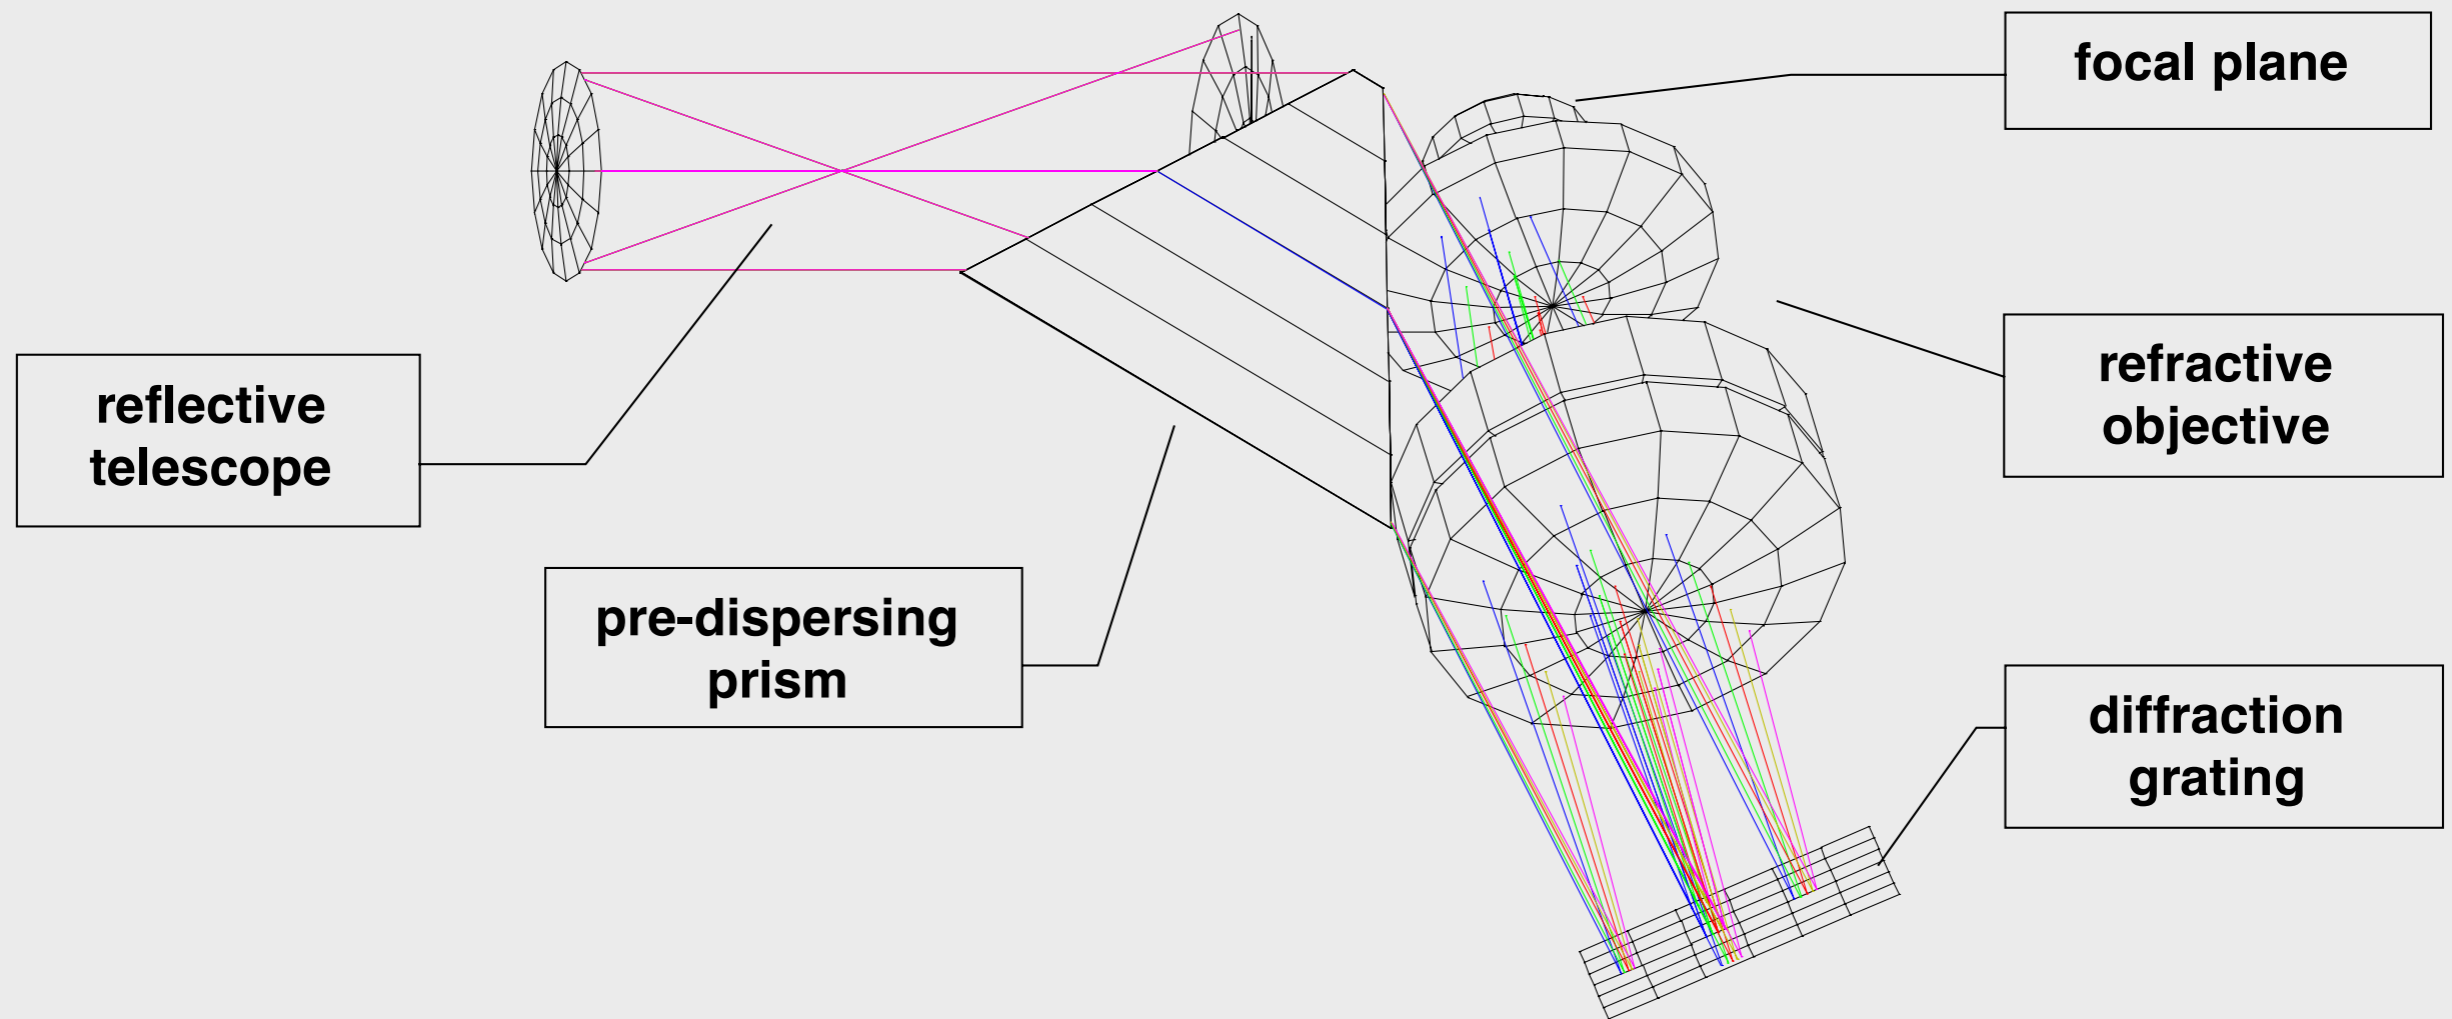 focal plane
reflective
telescope
refractive
objective
pre-dispersing
prism
diffraction
grating